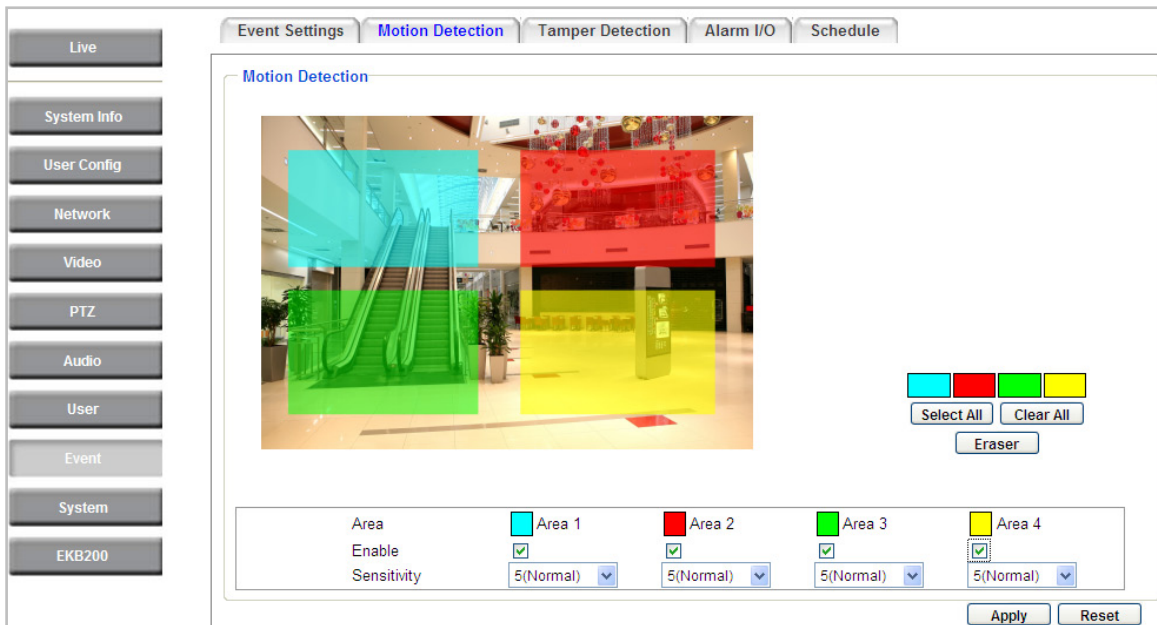 Live
System Info
User Config
Network
Video
PTZ
Audio
User
Event
System
EKB200
Event Settings Motion Detection Tamper Detection Alarm I/O Schedule
Motion Detection
Select All Clear All
Eraser
Area Area 1 Area 2 Area 3 Area 4
Enable
Sensitivity 5(Normal) 5(Normal) 5(Normal) 5(Normal)
Apply Reset